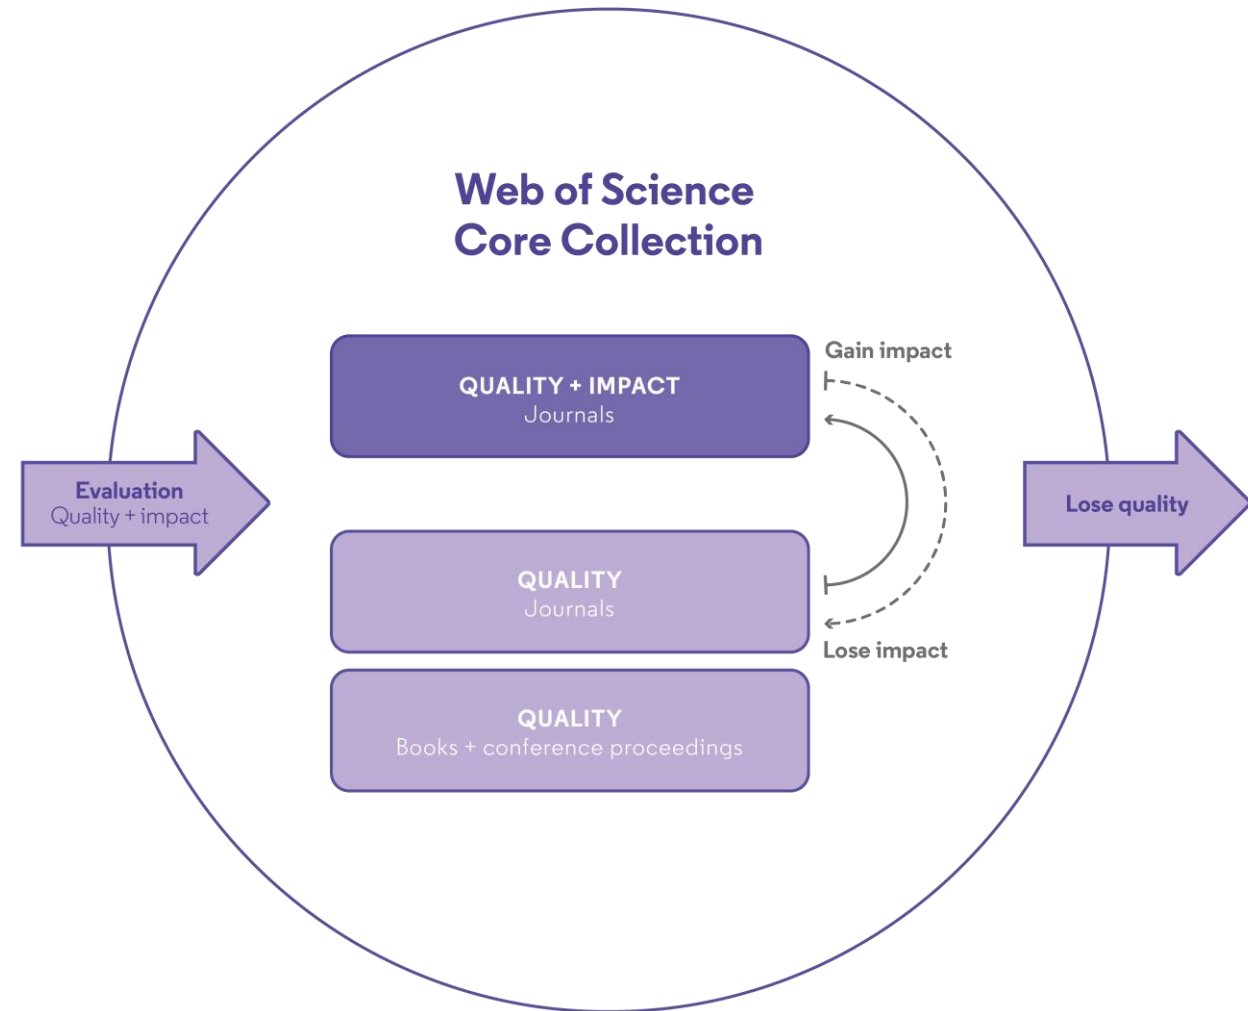 Web of Science
Core Collection
QUALITY + IMPACT
Journals
Gain impact
Evaluation
Quality + impact
Lose quality
QUALITY
Journals
Lose impact
QUALITY
Books + conference proceedings